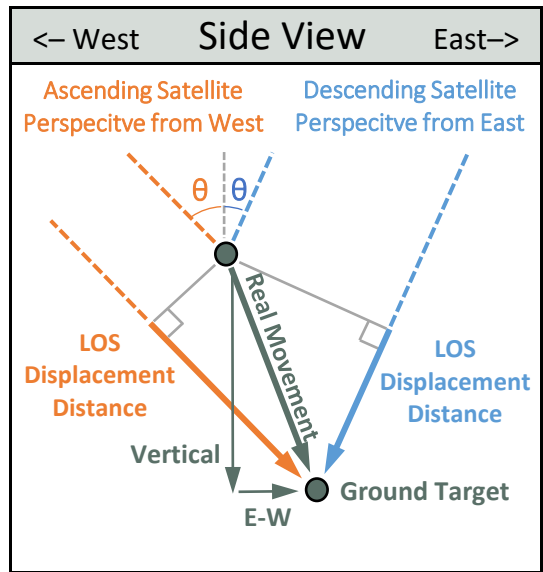 <– West Side View East–>
Ascending Satellite
Perspecitve from West
Descending Satellite
Perspecitve from East
θ θ
Real Movement
LOS
Displacement
Distance
LOS
Displacement
Distance
Vertical
E-W
Ground Target